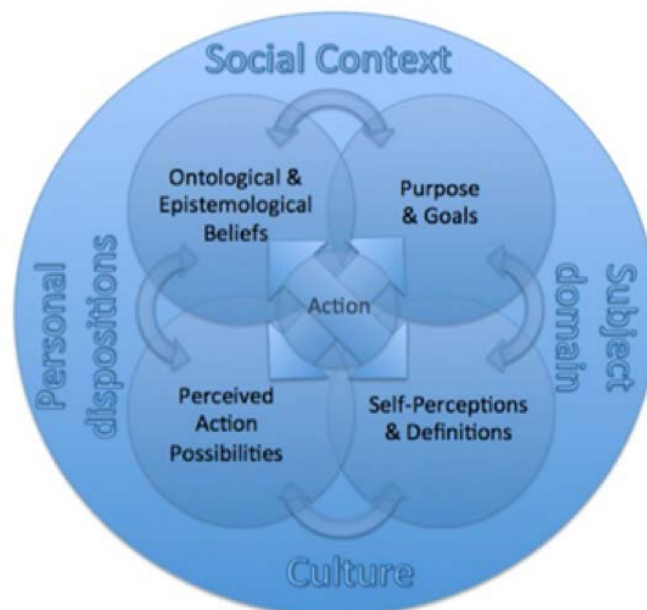 Social Context
Ontological &
Epistemological
Beliefs
Purpose
& Goals
Personal
dispositions
Action
Subject
domain
Perceived
Action
Possibilities
Self-Perceptions
& Definitions
Culture